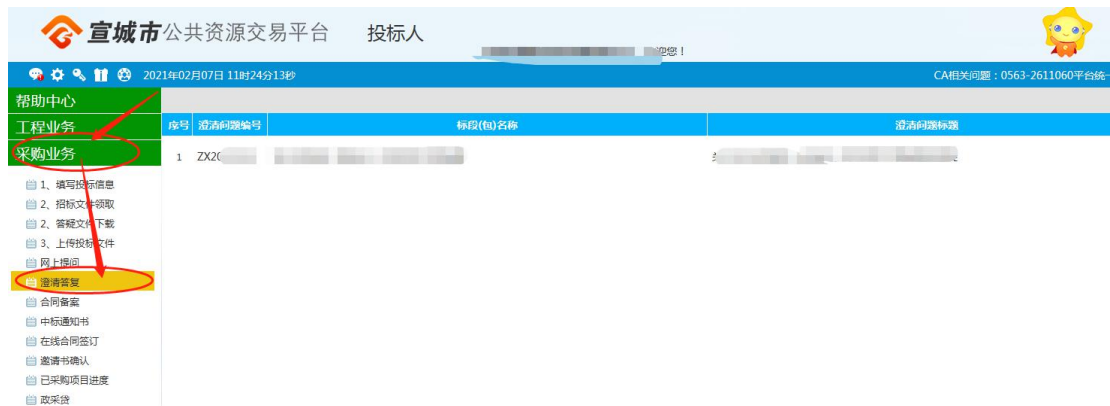 宣城市公共资源交易平台 投标人
迎您！
2021年02月07日 11时24分13秒 CA相关问题：0563-2611060平台统一
帮助中心
工程业务
序号 澄清问题编号 标段(包)名称 澄清问题标题
采购业务
1 ZX20
1、填写投标信息
2、招标文件领取
2、答疑文件下载
3、上传投标文件
网上提问
澄清答复
合同备案
中标通知书
在线合同签订
邀请书确认
已采购项目进度
政采贷